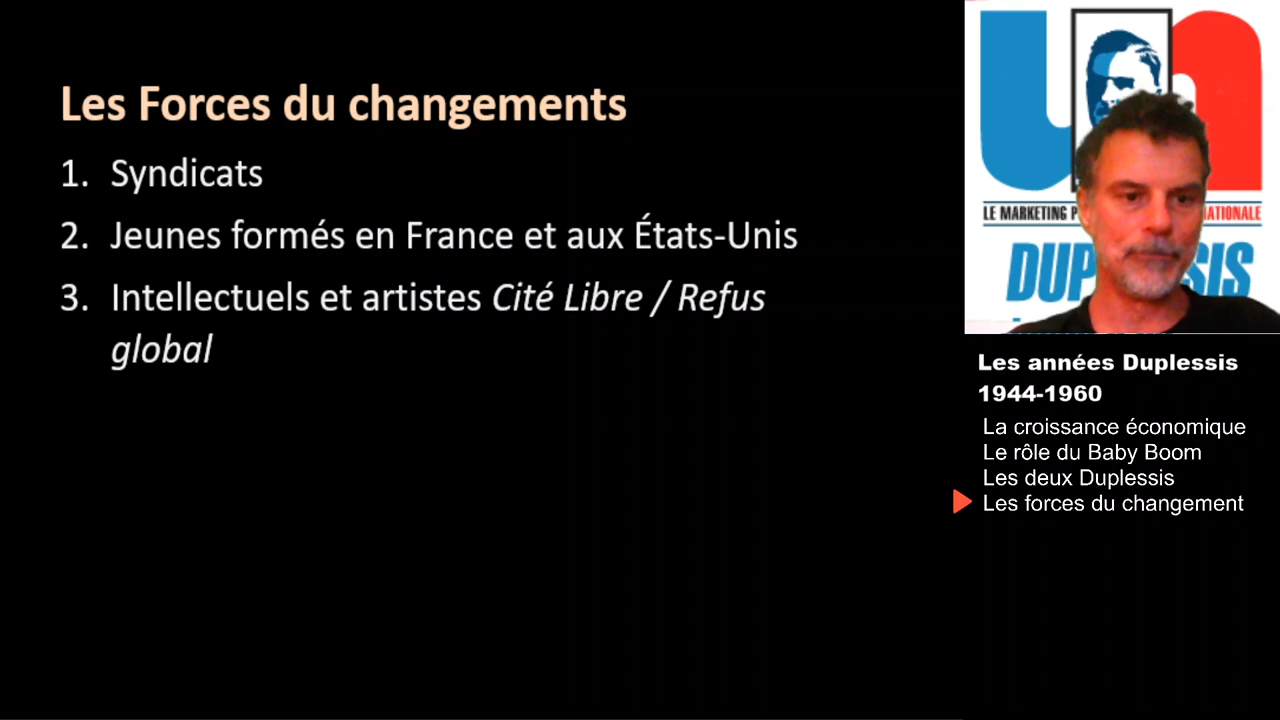 Les Forces du changements
1. Syndicats
2. Jeunes formés en France et aux États-Unis
3. Intellectuels et artistes Cité Libre / Refus
global
un
LE MARKETING
DUPLESSIS
Les années Duplessis
1944-1960
La croissance économique
Le rôle du Baby Boom
Les deux Duplessis
Les forces du changement